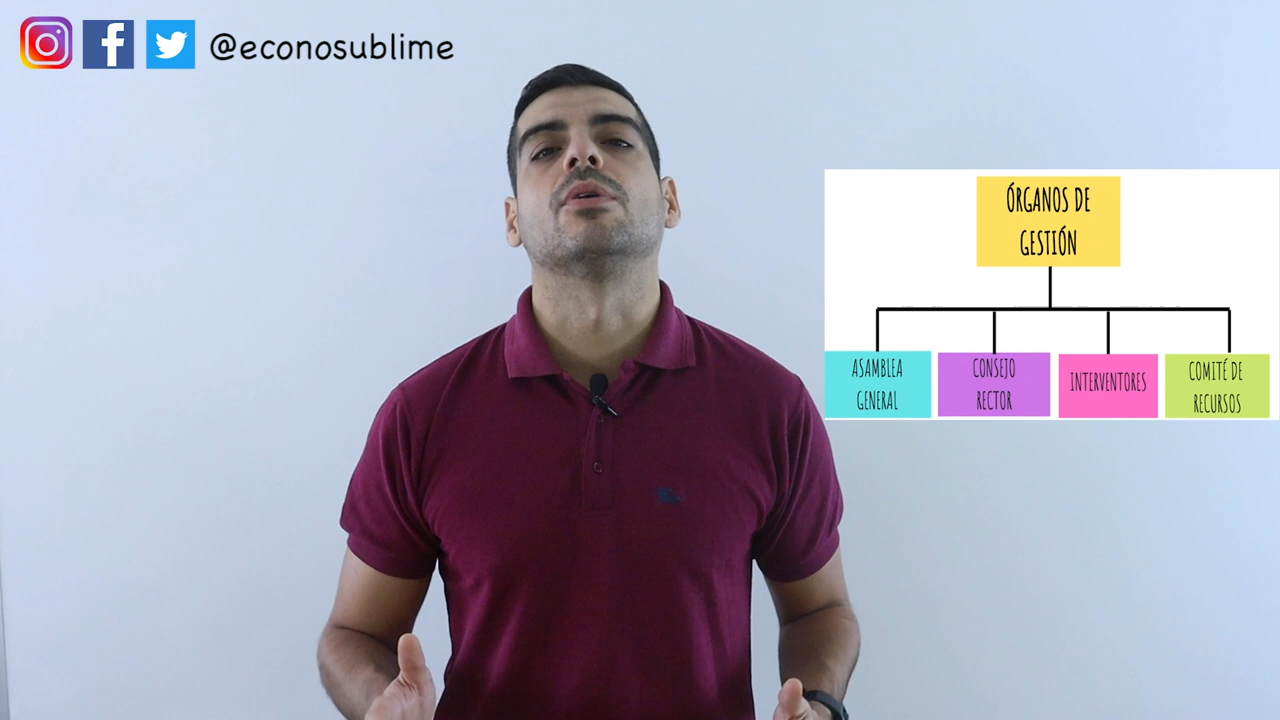 @econosublime
ÓRGANOS DE
GESTIÓN
ASAMBLEA
GENERAL
CONSEJO
RECTOR
INTERVENTORES
COMITÉ DE
RECURSOS